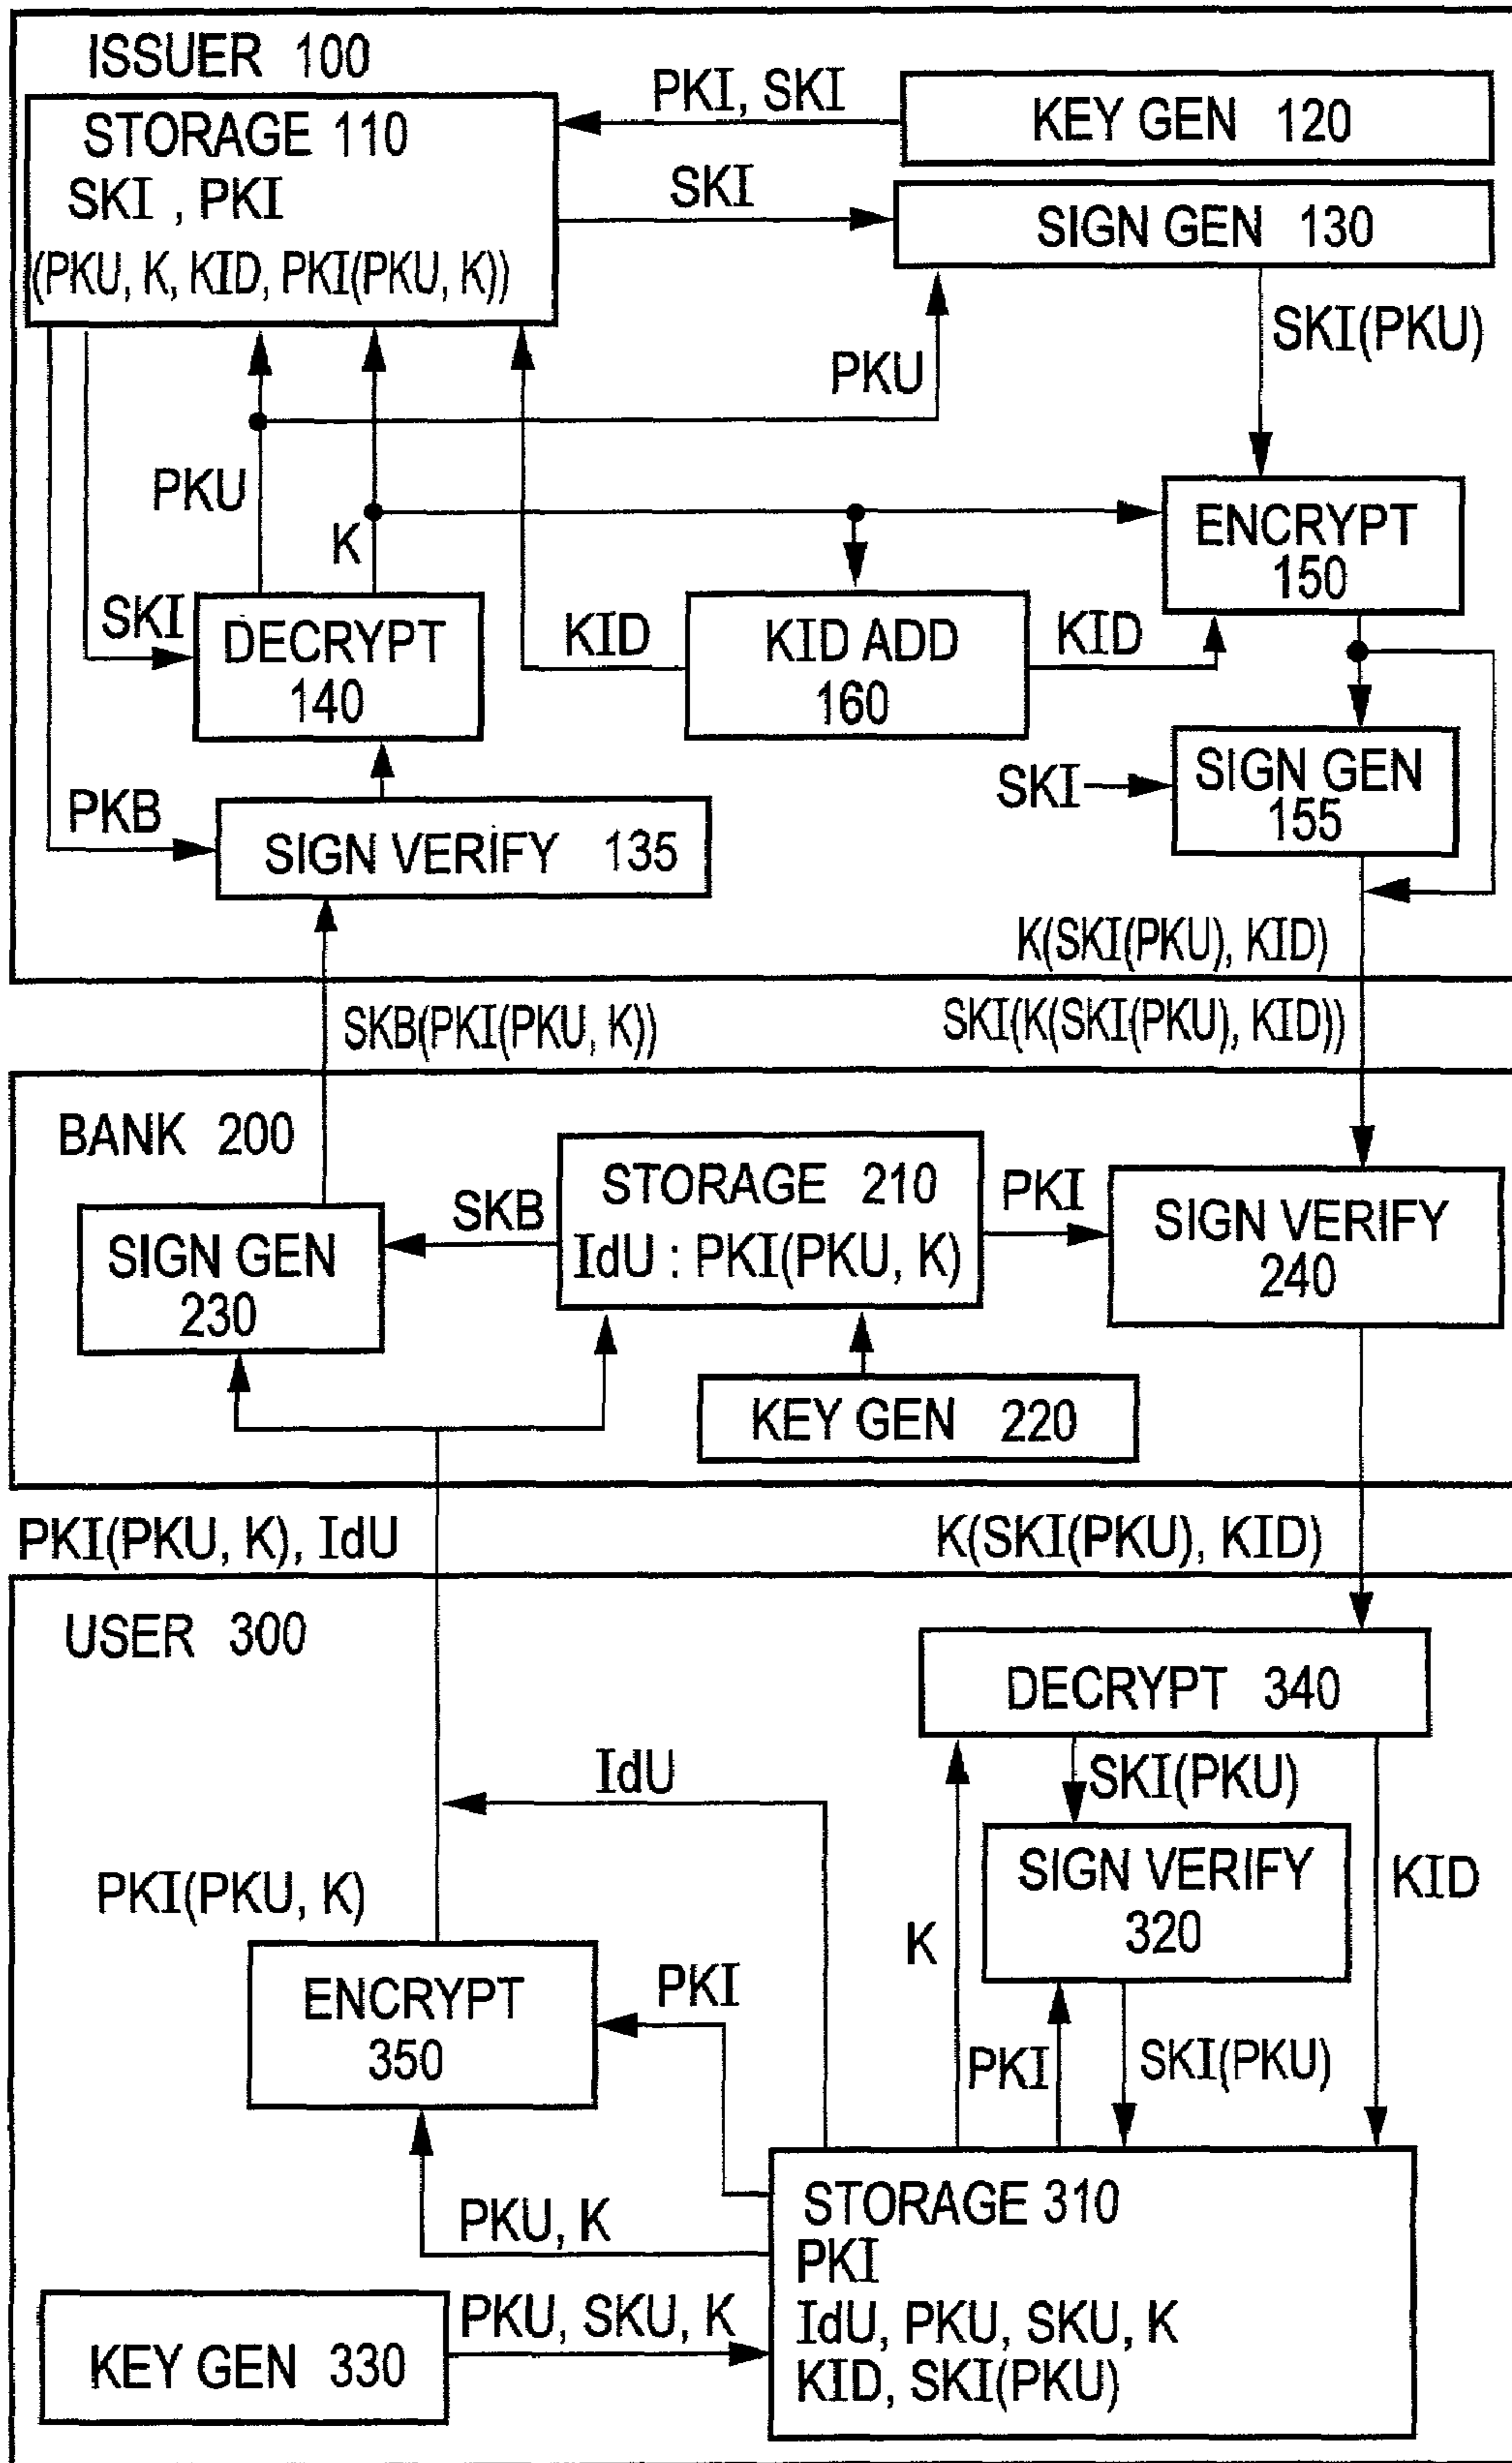 ISSUER 100
STORAGE 110
SKI , PKI
(PKU, K, KID, PKI(PKU, K))
PKI, SKI
KEY GEN 120
SKI
SIGN GEN 130
SKI(PKU)
PKU
PKU
K
ENCRYPT
150
SKI
DECRYPT
140
KID
KID ADD
160
KID
SKI
SIGN GEN
155
PKB
SIGN VERIFY 135
K(SKI(PKU), KID)
SKB(PKI(PKU, K))
SKI(K(SKI(PKU), KID))
BANK 200
SIGN GEN
230
SKB
STORAGE 210
IdU : PKI(PKU, K)
PKI
SIGN VERIFY
240
KEY GEN 220
PKI(PKU, K), IdU
K(SKI(PKU), KID)
USER 300
DECRYPT 340
IdU
SKI(PKU)
SIGN VERIFY
320
KID
PKI(PKU, K)
K
ENCRYPT
350
PKI
PKI
SKI(PKU)
PKU, K
STORAGE 310
PKI
IdU, PKU, SKU, K
KID, SKI(PKU)
KEY GEN 330
PKU, SKU, K